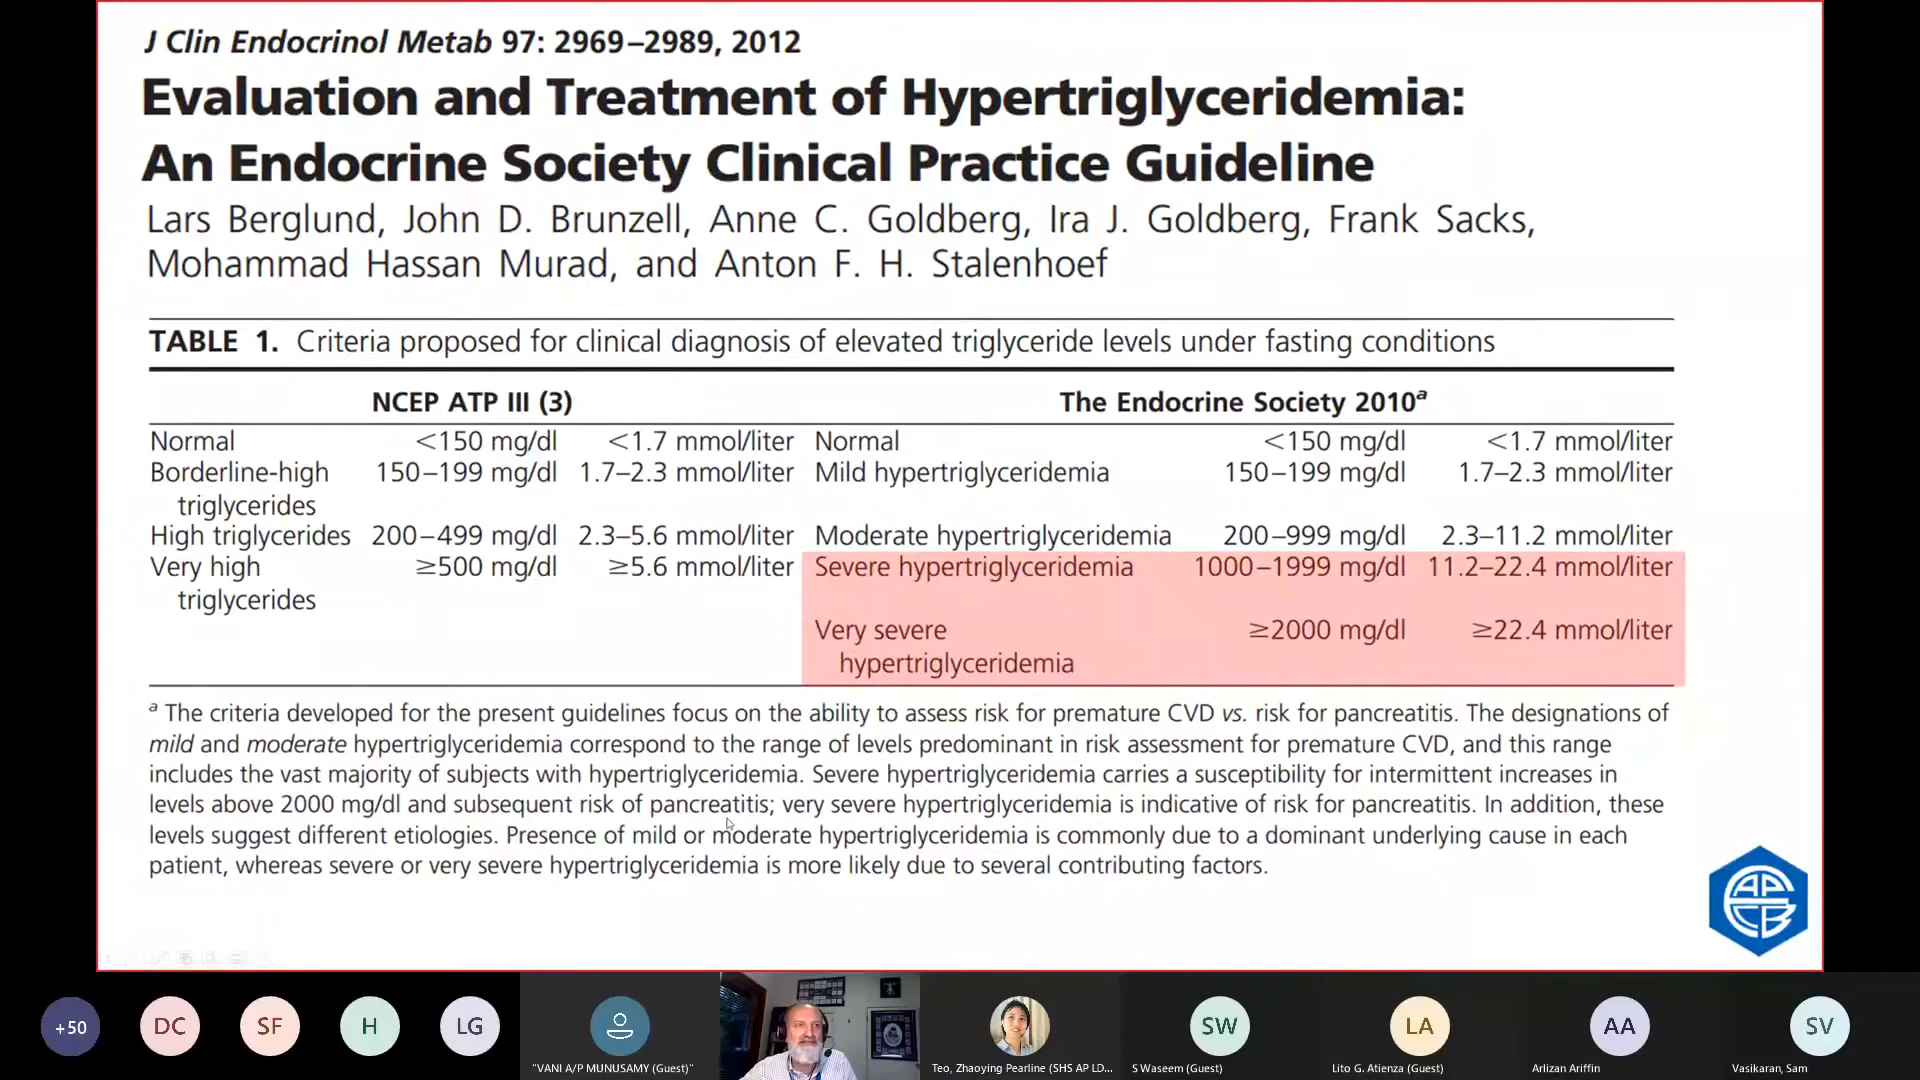 J Clin Endocrinol Metab 97: 2969–2989, 2012
Evaluation and Treatment of Hypertriglyceridemia:
An Endocrine Society Clinical Practice Guideline
Lars Berglund, John D. Brunzell, Anne C. Goldberg, Ira J. Goldberg, Frank Sacks,
Mohammad Hassan Murad, and Anton F. H. Stalenhoef
TABLE 1. Criteria proposed for clinical diagnosis of elevated triglyceride levels under fasting conditions
NCEP ATP III (3) The Endocrine Society 2010a
Normal <150 mg/dl <1.7 mmol/liter Normal <150 mg/dl <1.7 mmol/liter
Borderline-high 150–199 mg/dl 1.7–2.3 mmol/liter Mild hypertriglyceridemia 150–199 mg/dl 1.7–2.3 mmol/liter
triglycerides
High triglycerides 200–499 mg/dl 2.3–5.6 mmol/liter Moderate hypertriglyceridemia 200–999 mg/dl 2.3–11.2 mmol/liter
Very high ≥500 mg/dl ≥5.6 mmol/liter Severe hypertriglyceridemia 1000–1999 mg/dl 11.2–22.4 mmol/liter
triglycerides
Very severe ≥2000 mg/dl ≥22.4 mmol/liter
hypertriglyceridemia
a The criteria developed for the present guidelines focus on the ability to assess risk for premature CVD vs. risk for pancreatitis. The designations of
mild and moderate hypertriglyceridemia correspond to the range of levels predominant in risk assessment for premature CVD, and this range
includes the vast majority of subjects with hypertriglyceridemia. Severe hypertriglyceridemia carries a susceptibility for intermittent increases in
levels above 2000 mg/dl and subsequent risk of pancreatitis; very severe hypertriglyceridemia is indicative of risk for pancreatitis. In addition, these
levels suggest different etiologies. Presence of mild or moderate hypertriglyceridemia is commonly due to a dominant underlying cause in each
patient, whereas severe or very severe hypertriglyceridemia is more likely due to several contributing factors.
APFCB
+50 DC SF H LG SW LA AA SV
"VANI A/P MUNUSAMY (Guest)" Teo, Zhaoying Pearline (SHS AP LD... S Waseem (Guest) Lito G. Atienza (Guest) Arlizan Ariffin Vasikaran, Sam